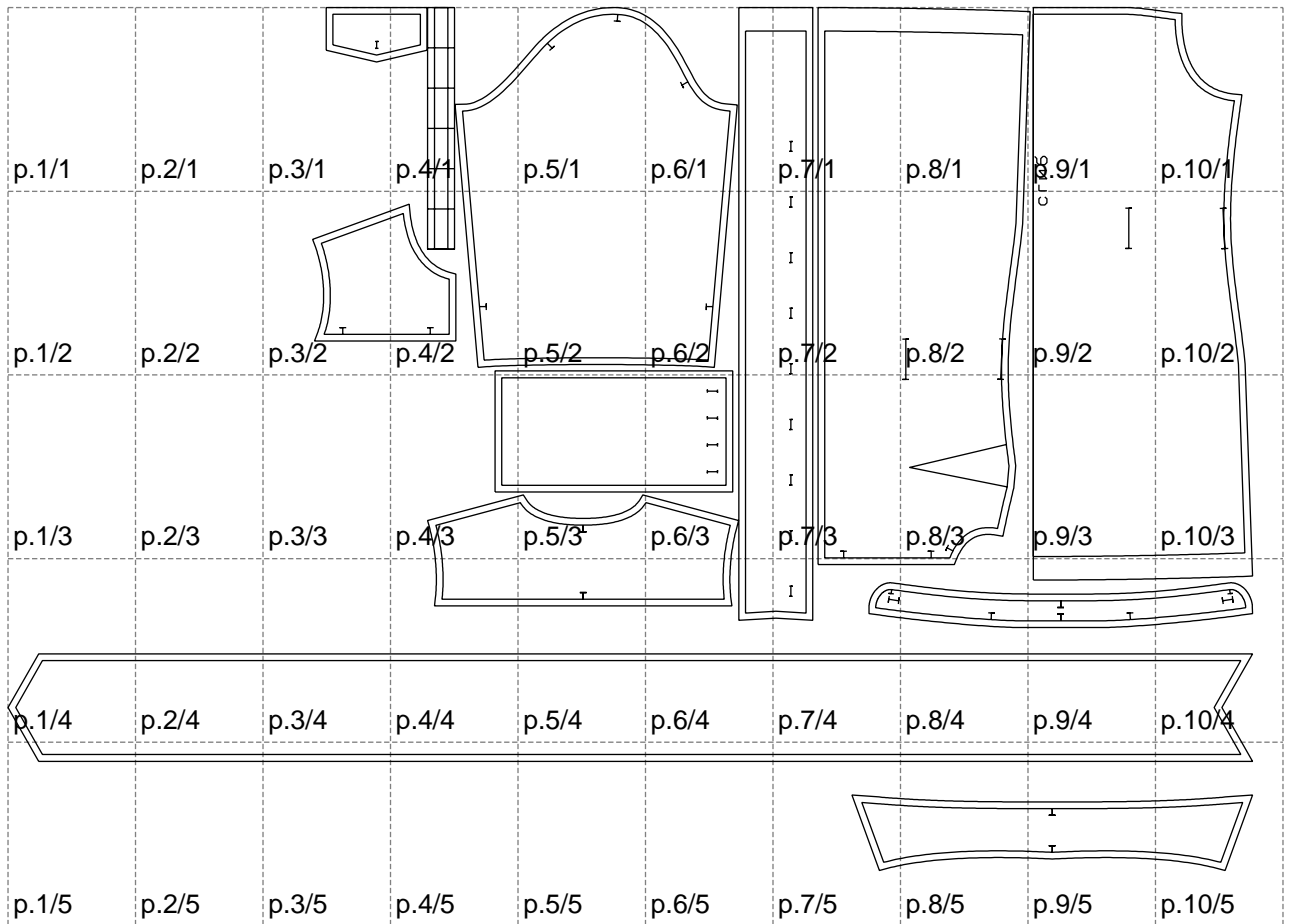 p.1/1 p.2/1 p.3/1 p.4/1 p.5/1 p.6/1 p.7/1 p.8/1 p.9/1 p.10/1
сгиб
p.1/2 p.2/2 p.3/2 p.4/2 p.5/2 p.6/2 p.7/2 p.8/2 p.9/2 p.10/2
p.1/3 p.2/3 p.3/3 p.4/3 p.5/3 p.6/3 p.7/3 p.8/3 p.9/3 p.10/3
p.1/4 p.2/4 p.3/4 p.4/4 p.5/4 p.6/4 p.7/4 p.8/4 p.9/4 p.10/4
p.1/5 p.2/5 p.3/5 p.4/5 p.5/5 p.6/5 p.7/5 p.8/5 p.9/5 p.10/5